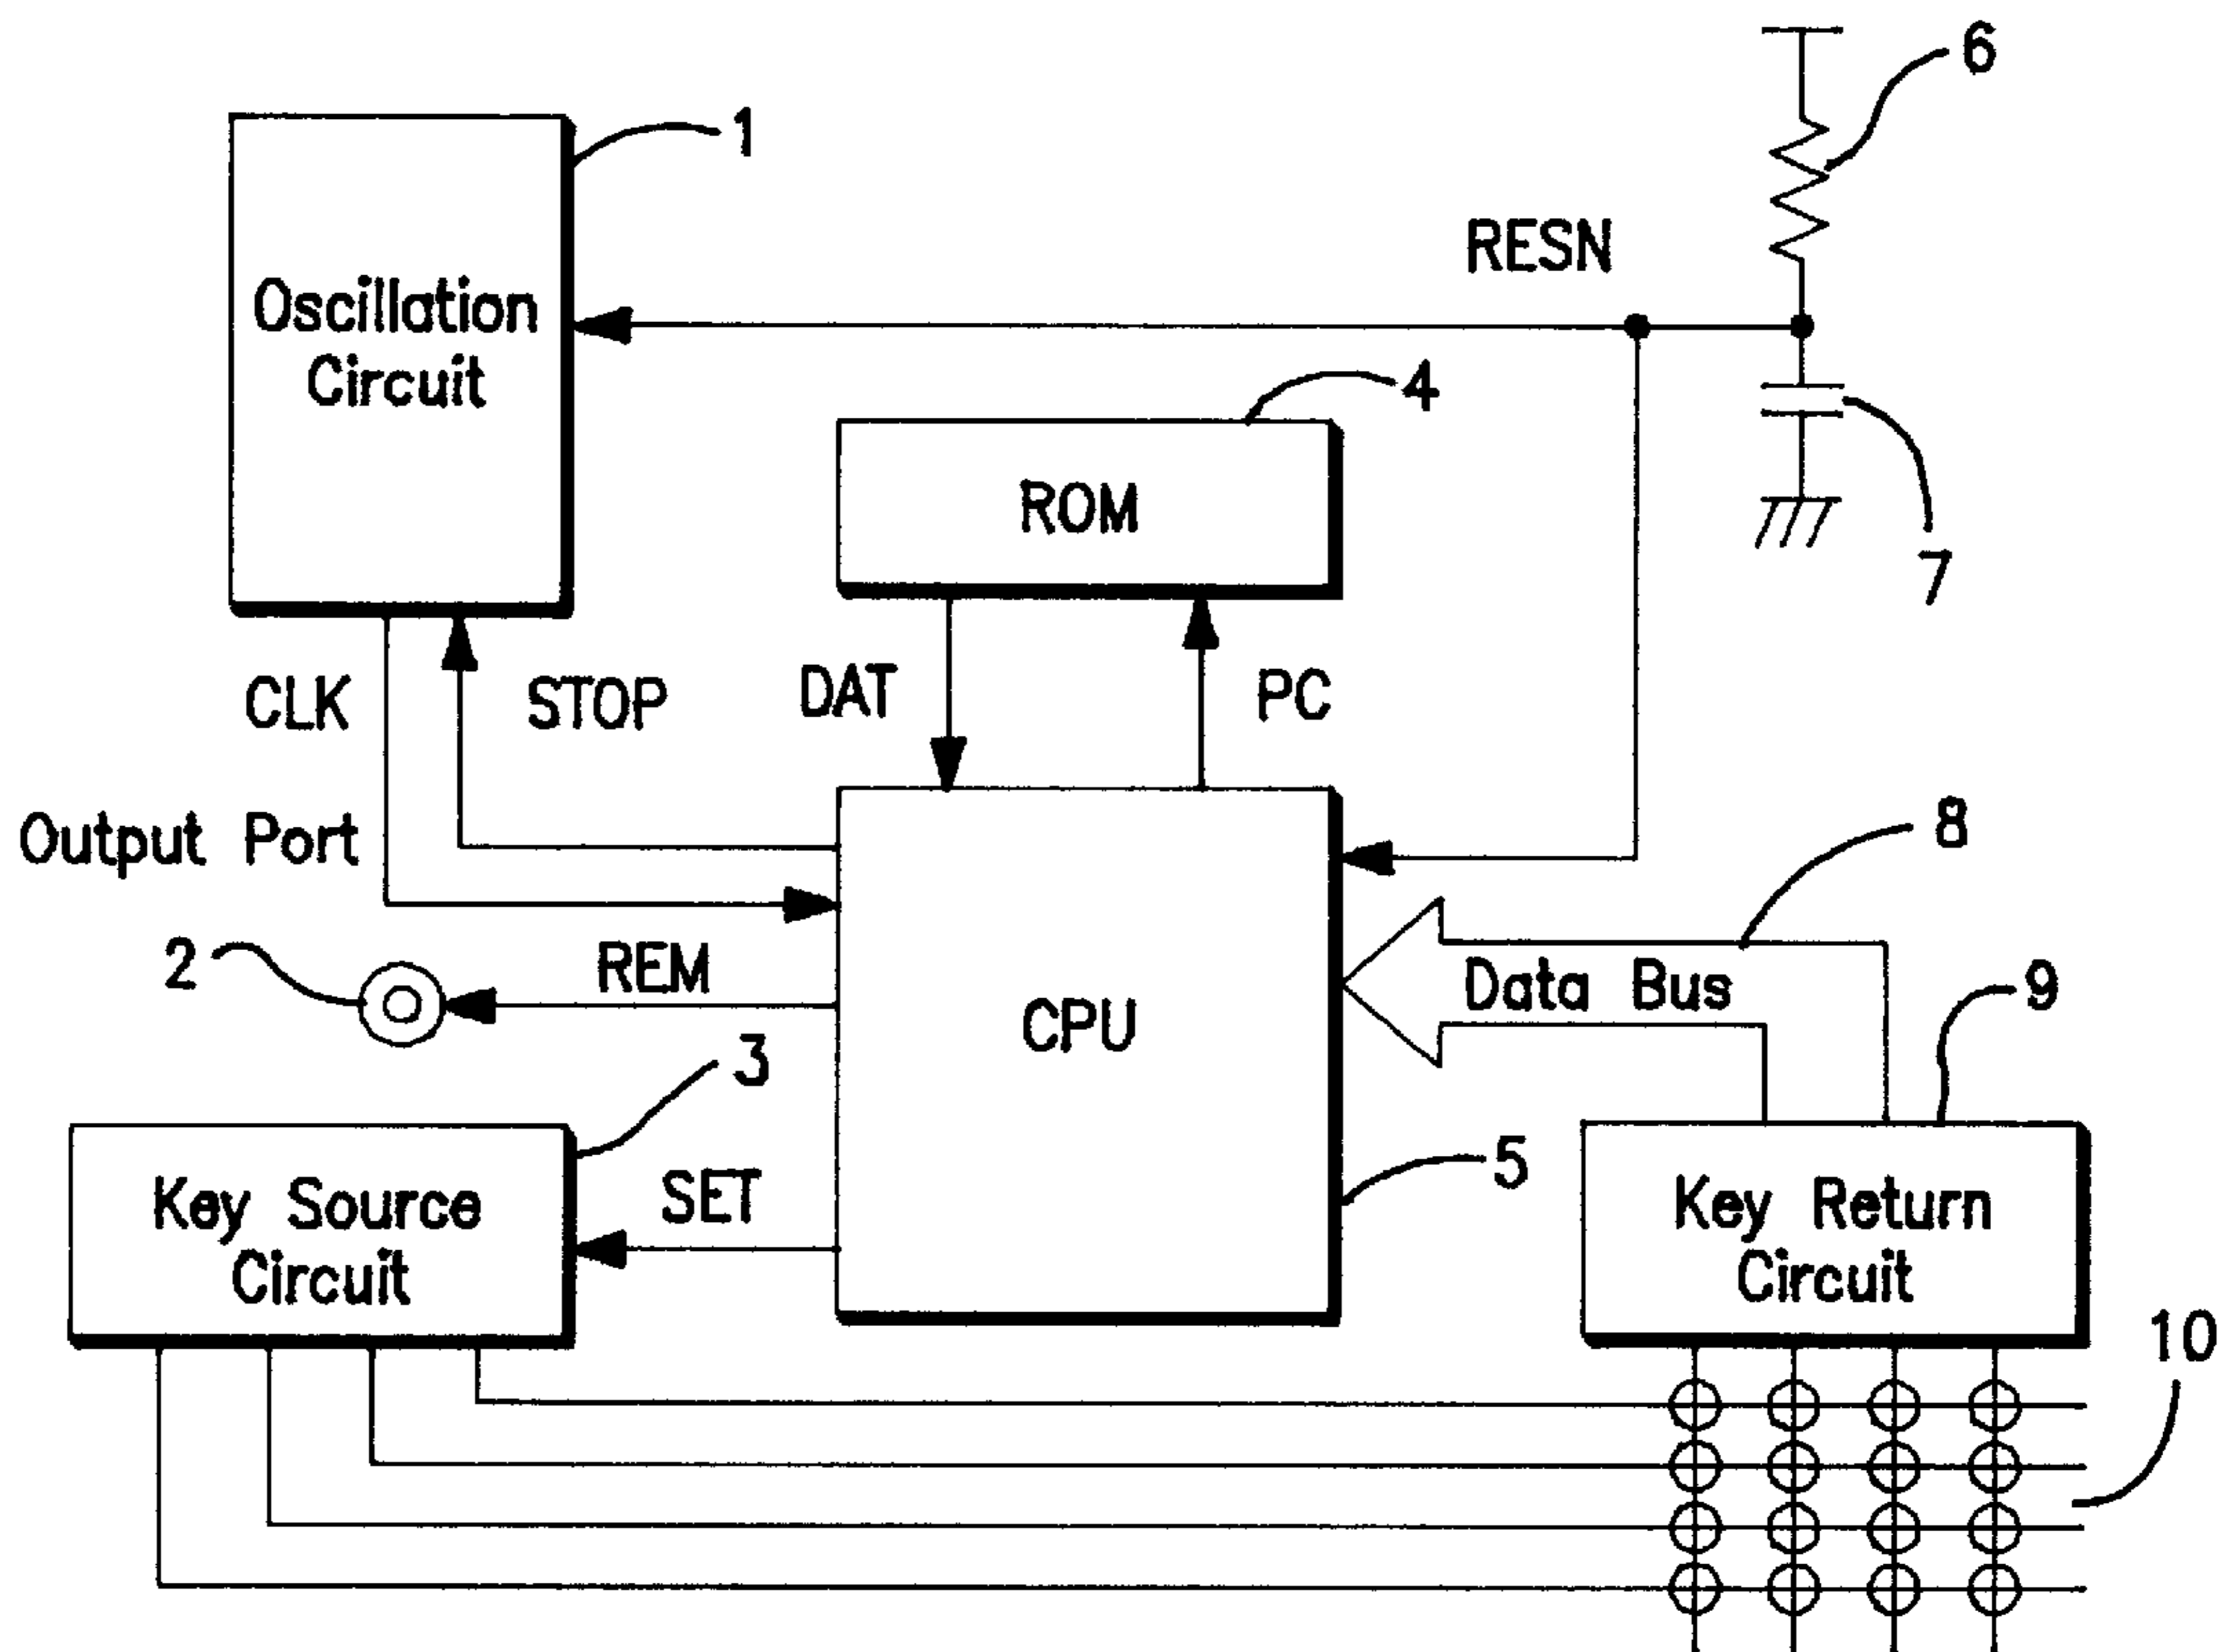 6
1
RESN
Oscillation
Circuit
4
ROM
7
CLK
STOP
DAT
PC
Output Port
8
2
REM
Data Bus
CPU
9
3
5
Key Source
Circuit
SET
Key Return
Circuit
10